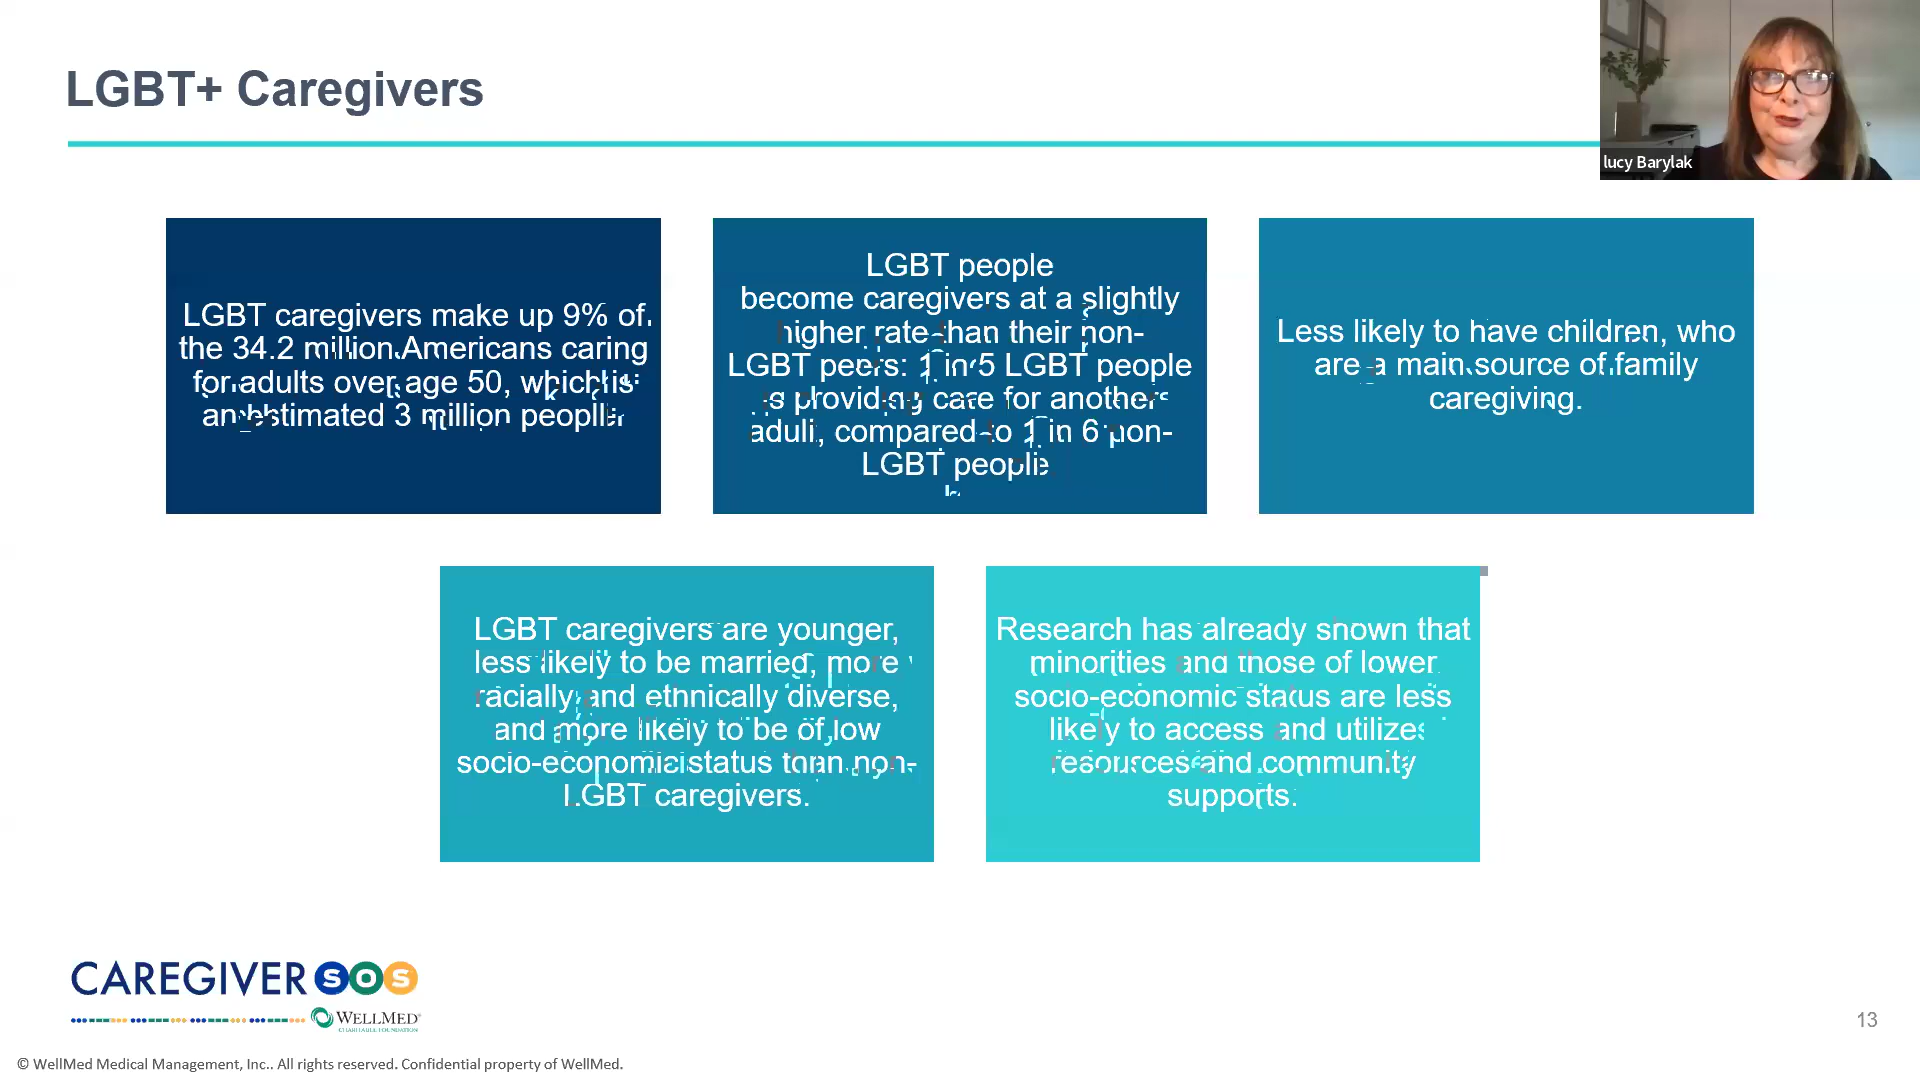 LGBT+ Caregivers
lucy Barylak
LGBT caregivers make up 9% of
the 34.2 million Americans caring
for adults over age 50, which is
an estimated 3 million people
LGBT people
become caregivers at a slightly
higher rate than their non-
LGBT peers: 1 in 5 LGBT people
is providing care for another
adult, compared to 1 in 6 non-
LGBT people
Less likely to have children, who
are a main source of family
caregiving.
LGBT caregivers are younger,
less likely to be married, more
racially and ethnically diverse,
and more likely to be of low
socio-economic status than non-
LGBT caregivers.
Research has already shown that
minorities and those of lower
socio-economic status are less
likely to access and utilize
resources and community
supports.
CAREGIVER SOS
WELLMED
CHARITABLE FOUNDATION
13
© WellMed Medical Management, Inc.. All rights reserved. Confidential property of WellMed.